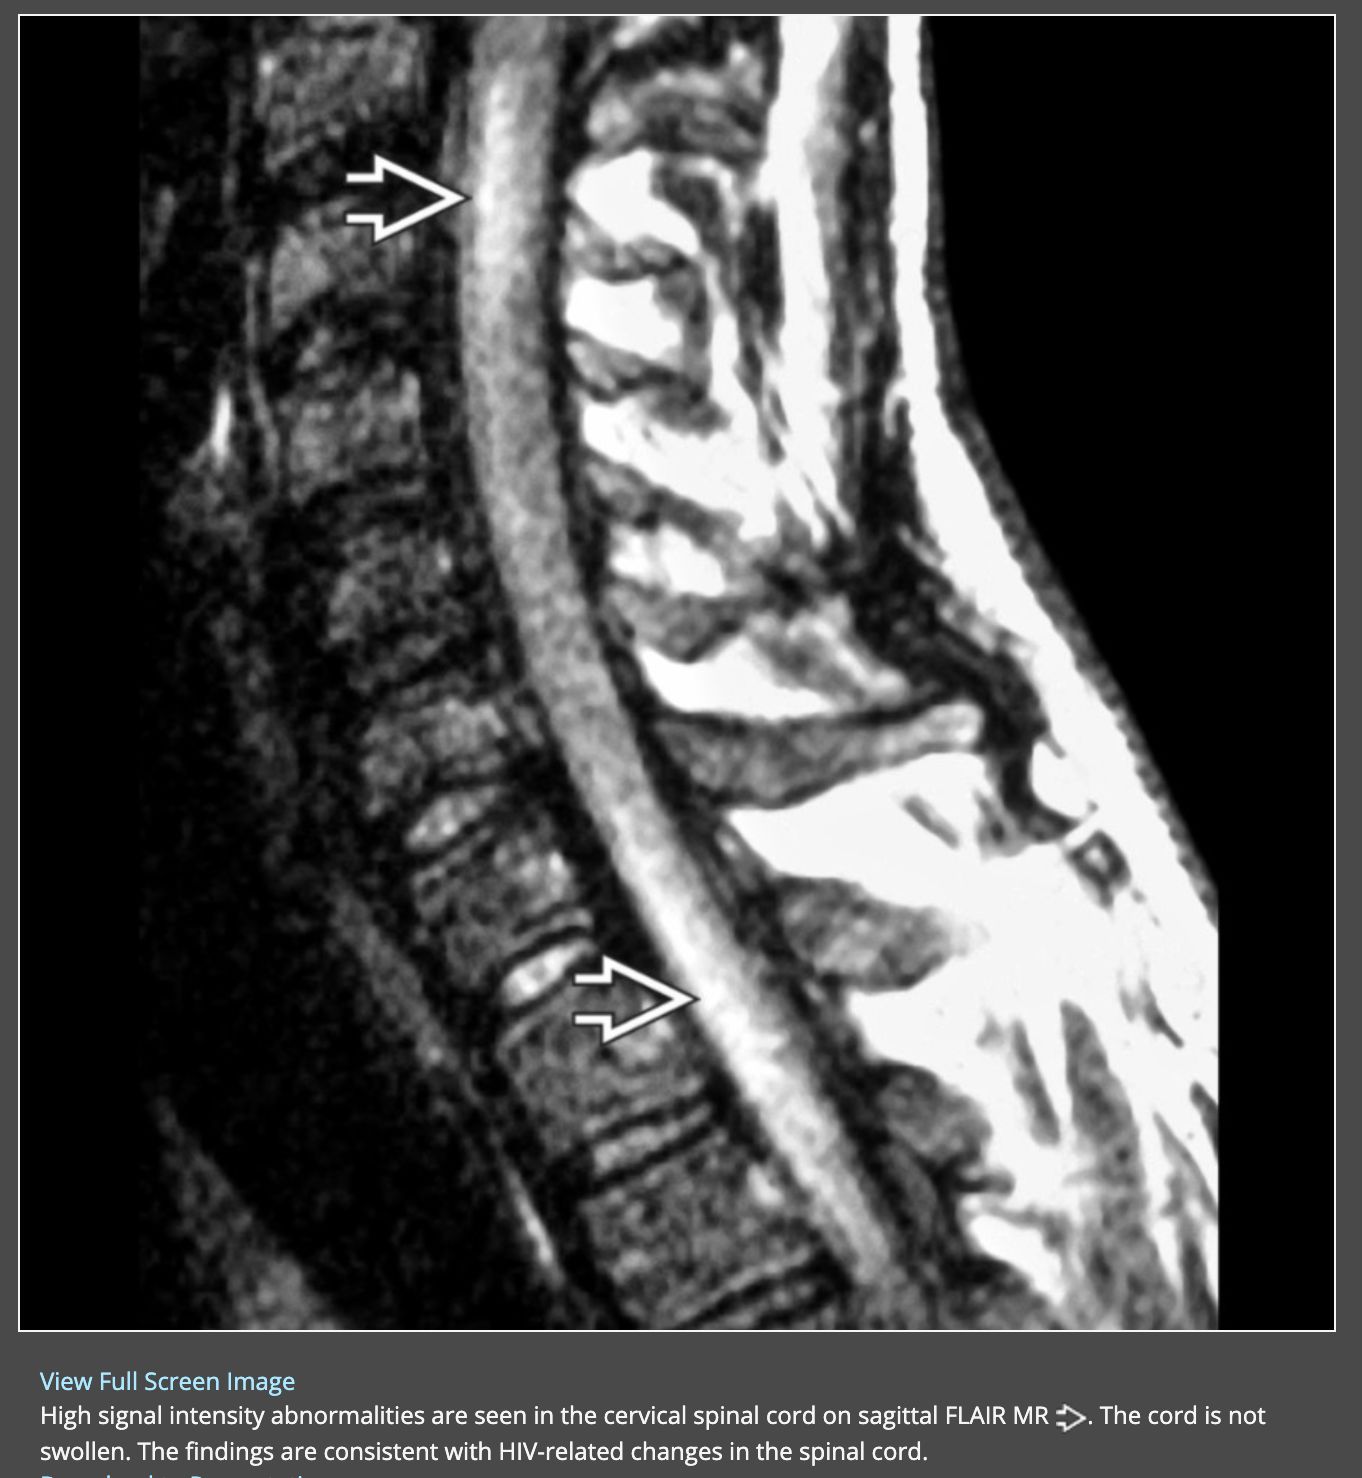 View Full Screen Image
High signal intensity abnormalities are seen in the cervical spinal cord on sagittal FLAIR MR . The cord is not
swollen. The findings are consistent with HIV-related changes in the spinal cord.